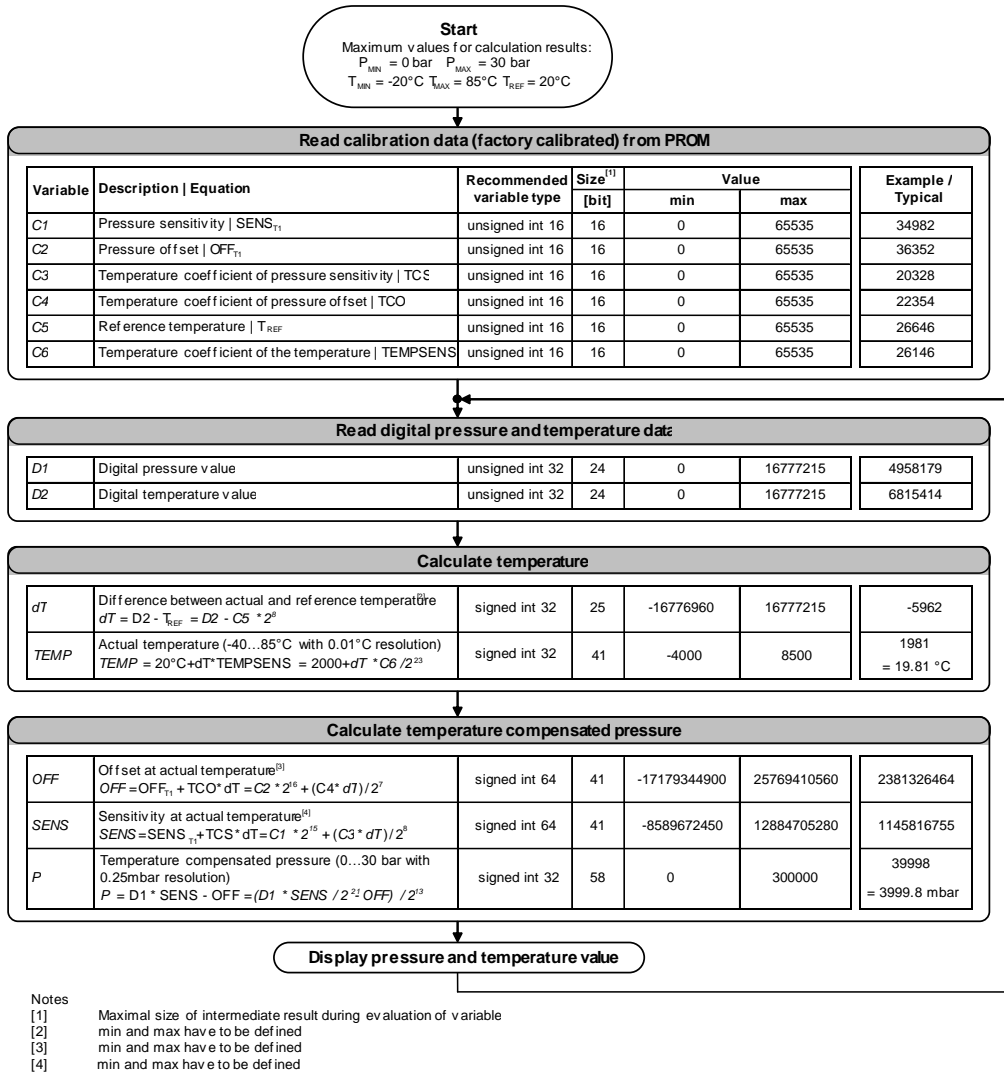 Start
Maximum values for calculation results:
PMIN = 0 bar PMAX = 30 bar
TMIN = -20°C TMAX = 85°C TREF = 20°C
Read calibration data (factory calibrated) from PROM
Variable Description | Equation Recommended variable type Size[1] [bit] Value min max Example / Typical
C1 Pressure sensitivity | SENST1 unsigned int 16 16 0 65535 34982
C2 Pressure offset | OFFT1 unsigned int 16 16 0 65535 36352
C3 Temperature coefficient of pressure sensitivity | TCS unsigned int 16 16 0 65535 20328
C4 Temperature coefficient of pressure offset | TCO unsigned int 16 16 0 65535 22354
C5 Reference temperature | TREF unsigned int 16 16 0 65535 26646
C6 Temperature coefficient of the temperature | TEMPSENS unsigned int 16 16 0 65535 26146
Read digital pressure and temperature data
D1 Digital pressure value unsigned int 32 24 0 16777215 4958179
D2 Digital temperature value unsigned int 32 24 0 16777215 6815414
Calculate temperature
dT Difference between actual and reference temperature[2]
dT = D2 - TREF = D2 - C5 * 2^8 signed int 32 25 -16776960 16777215 -5962
TEMP Actual temperature (-40…85°C with 0.01°C resolution)
TEMP = 20°C+dT*TEMPSENS = 2000+dT * C6 / 2^23 signed int 32 41 -4000 8500 1981
= 19.81 °C
Calculate temperature compensated pressure
OFF Offset at actual temperature[3]
OFF = OFFT1 + TCO* dT = C2 * 2^16 + (C4* dT)/ 2^7 signed int 64 41 -17179344900 25769410560 2381326464
SENS Sensitivity at actual temperature[4]
SENS = SENST1+ TCS* dT = C1 * 2^15 + (C3 * dT)/ 2^8 signed int 64 41 -8589672450 12884705280 1145816755
P Temperature compensated pressure (0…30 bar with
0.25mbar resolution)
P = D1 * SENS - OFF = (D1 * SENS / 2^21 - OFF) / 2^13 signed int 32 58 0 300000 39998
= 3999.8 mbar
Display pressure and temperature value
Notes
[1] Maximal size of intermediate result during evaluation of variable
[2] min and max have to be defined
[3] min and max have to be defined
[4] min and max have to be defined